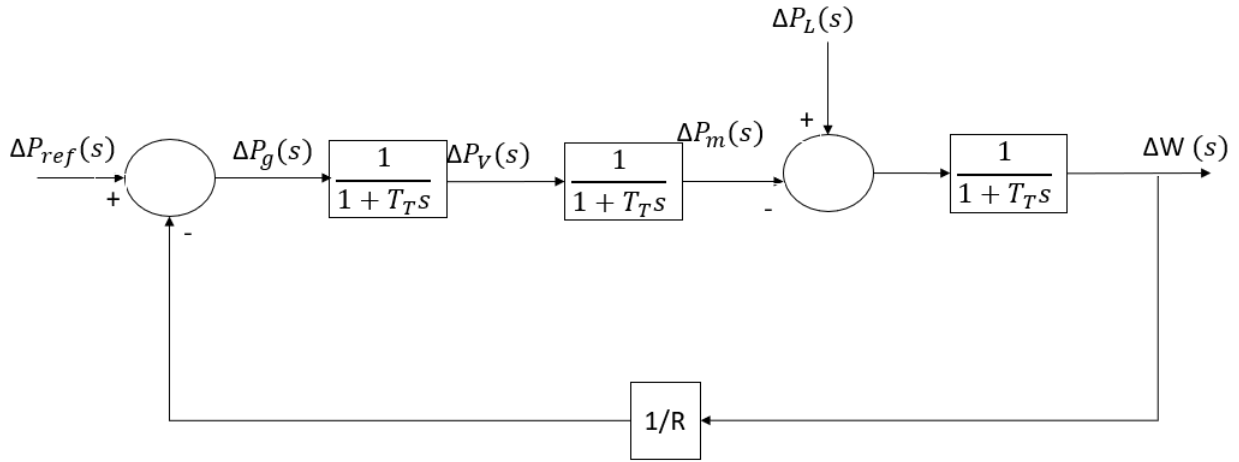 ΔP_L(s)
+
ΔP_ref(s)
+
-
ΔP_g(s)
1
1 + T_T s
ΔP_V(s)
1
1 + T_T s
ΔP_m(s)
-
1
1 + T_T s
ΔW (s)
1/R